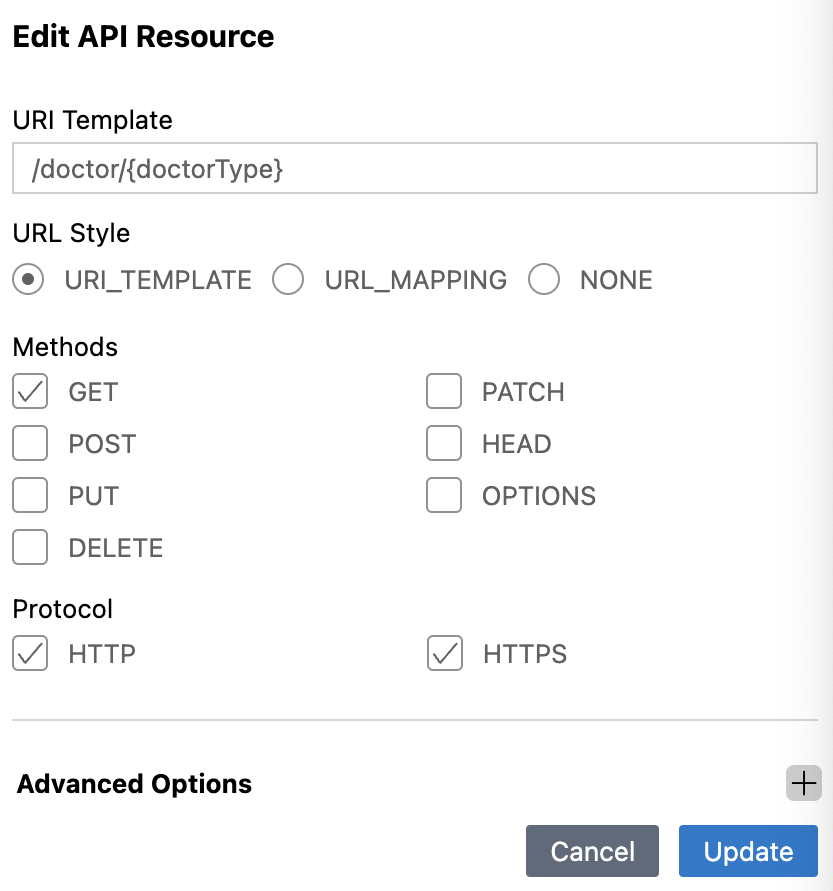 Edit API Resource
URI Template
/doctor/{doctorType}
URL Style
URI_TEMPLATE URL_MAPPING NONE
Methods
GET PATCH
POST HEAD
PUT OPTIONS
DELETE
Protocol
HTTP HTTPS
Advanced Options
Cancel Update